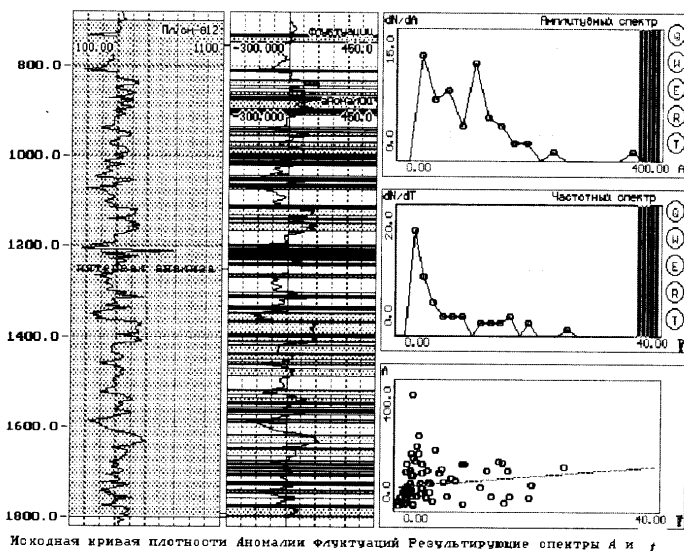 флуктуации
100.00 1100
-300.000 450.0
аномалии
-300.000 450.0
интервал анализа
800.0
1000.0
1200.0
1400.0
1600.0
1800.0
dN/dA Амплитудный спектр
15.0
0.0
0.00 400.00 A
Q
W
E
R
T
dN/dT Частотный спектр
20.0
0.0
0.00 40.00
Q
W
E
R
T
A
400.0
0.0
0.00 40.00
Исходная кривая плотности Аномалии флуктуаций Результирующие спектры A и